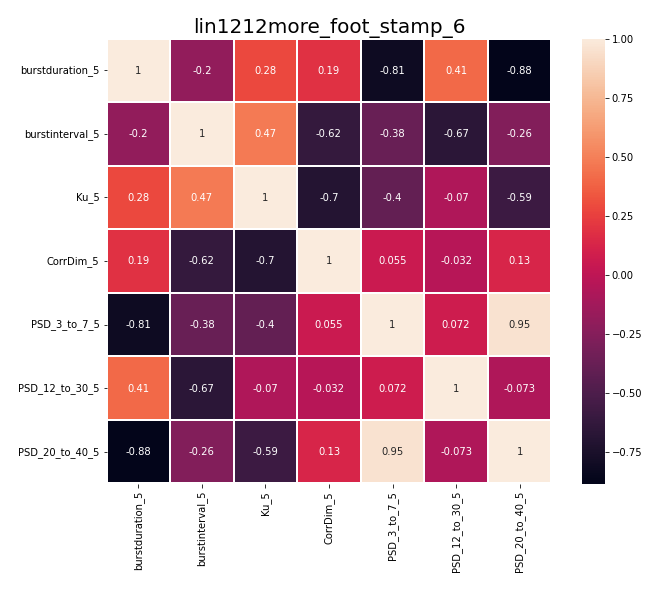 lin1212more_foot_stamp_6
burstduration_5 1 -0.2 0.28 0.19 -0.81 0.41 -0.88
burstinterval_5 -0.2 1 0.47 -0.62 -0.38 -0.67 -0.26
Ku_5 0.28 0.47 1 -0.7 -0.4 -0.07 -0.59
CorrDim_5 0.19 -0.62 -0.7 1 0.055 -0.032 0.13
PSD_3_to_7_5 -0.81 -0.38 -0.4 0.055 1 0.072 0.95
PSD_12_to_30_5 0.41 -0.67 -0.07 -0.032 0.072 1 -0.073
PSD_20_to_40_5 -0.88 -0.26 -0.59 0.13 0.95 -0.073 1
burstduration_5
burstinterval_5
Ku_5
CorrDim_5
PSD_3_to_7_5
PSD_12_to_30_5
PSD_20_to_40_5
1.00
0.75
0.50
0.25
0.00
−0.25
−0.50
−0.75